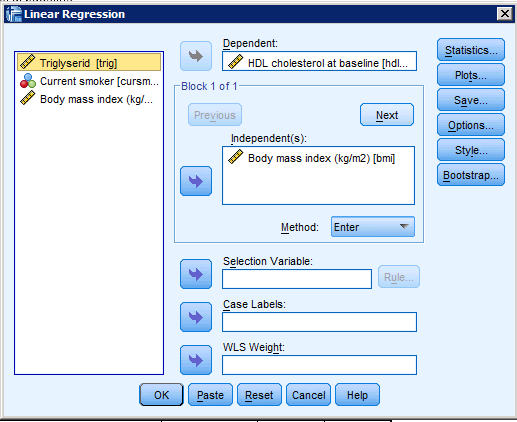 Linear Regression
Triglyserid [trig]
Current smoker [cursm...
Body mass index (kg/...
Dependent:
HDL cholesterol at baseline [hdl...
Block 1 of 1
Previous
Next
Independent(s):
Body mass index (kg/m2) [bmi]
Method:
Enter
Selection Variable:
Rule...
Case Labels:
WLS Weight:
Statistics...
Plots...
Save...
Options...
Style...
Bootstrap...
OK
Paste
Reset
Cancel
Help